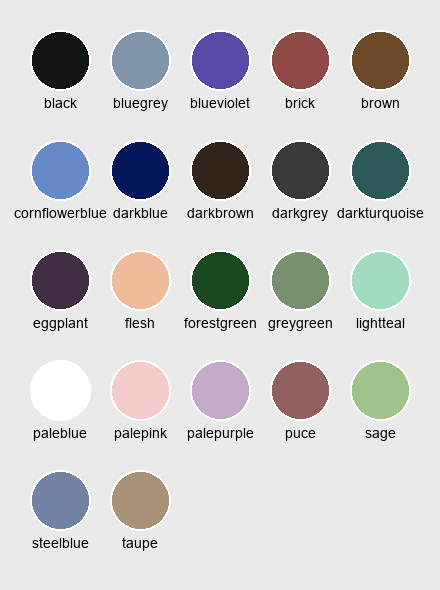 black bluegrey blueviolet brick brown
cornflowerblue darkblue darkbrown darkgrey darkturquoise
eggplant flesh forestgreen greygreen lightteal
paleblue palepink palepurple puce sage
steelblue taupe